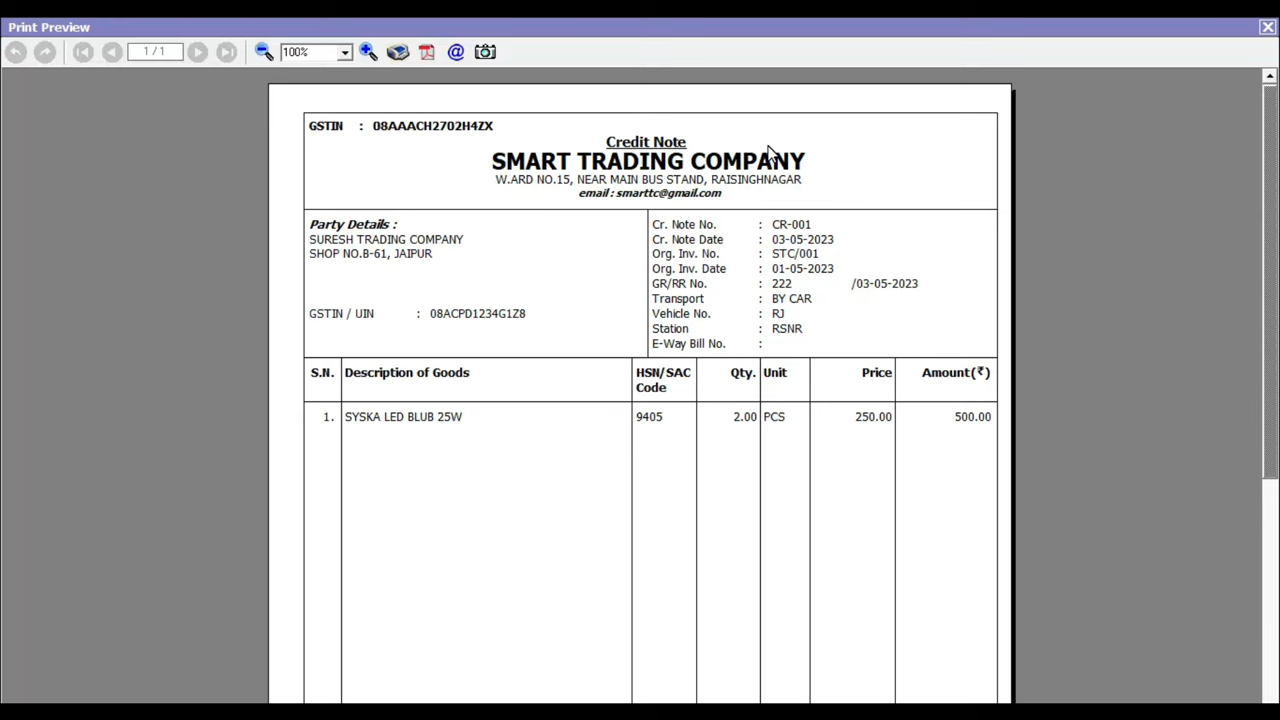 Print Preview
1 / 1
100%
@
GSTIN : 08AAACH2702H4ZX
Credit Note
SMART TRADING COMPANY
W.ARD NO.15, NEAR MAIN BUS STAND, RAISINGHNAGAR
email : smarttc@gmail.com
Party Details :
SURESH TRADING COMPANY
SHOP NO.B-61, JAIPUR
GSTIN / UIN : 08ACPD1234G1Z8
Cr. Note No. : CR-001
Cr. Note Date : 03-05-2023
Org. Inv. No. : STC/001
Org. Inv. Date : 01-05-2023
GR/RR No. : 222 /03-05-2023
Transport : BY CAR
Vehicle No. : RJ
Station : RSNR
E-Way Bill No. :
S.N. Description of Goods HSN/SAC Code Qty. Unit Price Amount(₹)
1. SYSKA LED BLUB 25W 9405 2.00 PCS 250.00 500.00